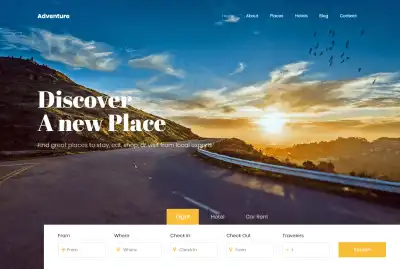 Adventure
Home About Places Hotels Blog Contact
Discover
A new Place
Find great places to stay, eat, shop, or visit from local experts
Flight Hotel Car Rent
From Where Check In Check Out Travelers
From Where Check In From 1
Search